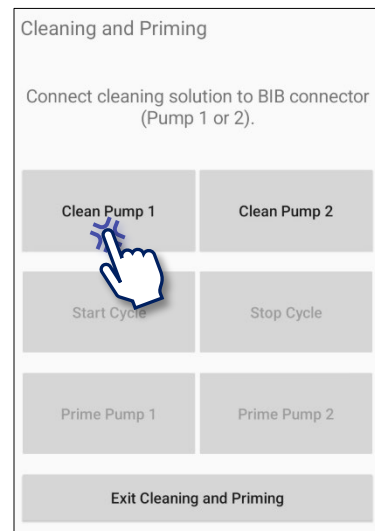 Cleaning and Priming
Connect cleaning solution to BIB connector
(Pump 1 or 2).
Clean Pump 1
Clean Pump 2
Start Cycle
Stop Cycle
Prime Pump 1
Prime Pump 2
Exit Cleaning and Priming